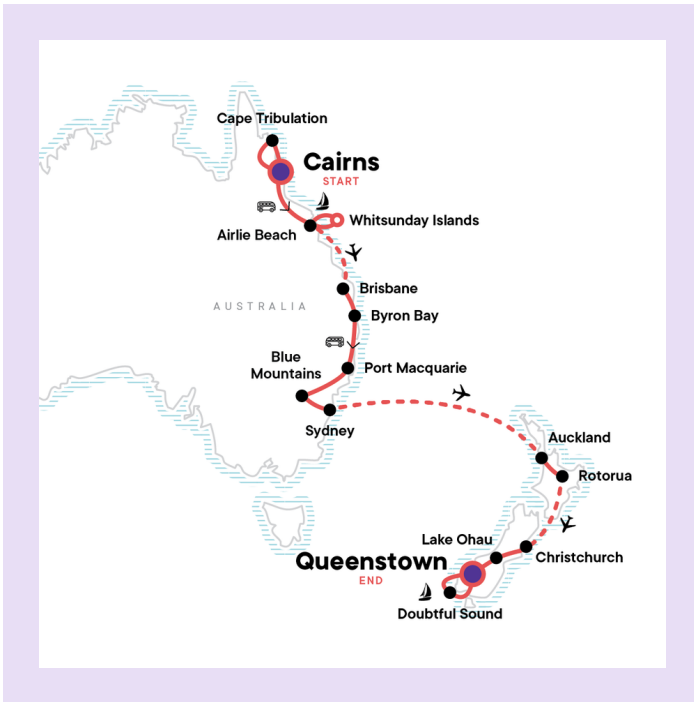 Cape Tribulation
Cairns
START
Whitsunday Islands
Airlie Beach
Brisbane
AUSTRALIA
Byron Bay
Blue
Mountains
Port Macquarie
Sydney
Auckland
Rotorua
Lake Ohau
Christchurch
Queenstown
END
Doubtful Sound